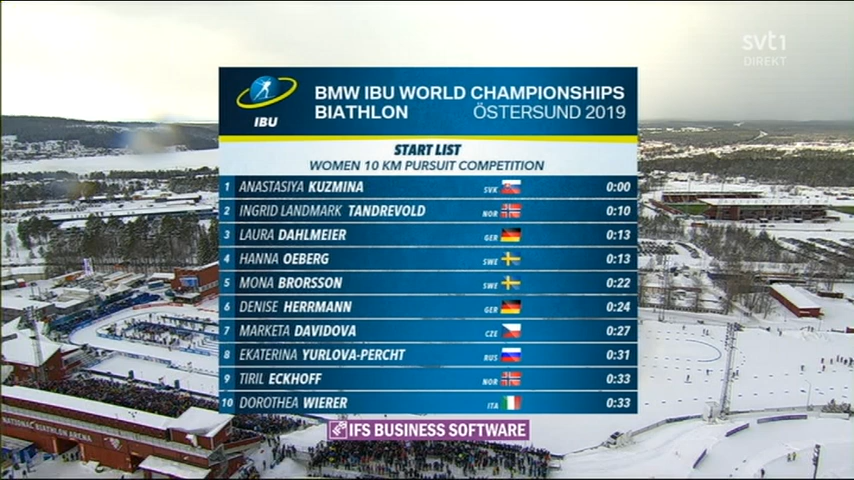 svt1
DIREKT
BMW IBU WORLD CHAMPIONSHIPS
BIATHLON ÖSTERSUND 2019
IBU
START LIST
WOMEN 10 KM PURSUIT COMPETITION
1 ANASTASIYA KUZMINA SVK 0:00
2 INGRID LANDMARK TANDREVOLD NOR 0:10
3 LAURA DAHLMEIER GER 0:13
4 HANNA OEBERG SWE 0:13
5 MONA BRORSSON SWE 0:22
6 DENISE HERRMANN GER 0:24
7 MARKETA DAVIDOVA CZE 0:27
8 EKATERINA YURLOVA-PERCHT RUS 0:31
9 TIRIL ECKHOFF NOR 0:33
10 DOROTHEA WIERER ITA 0:33
IFS BUSINESS SOFTWARE
NATIONAL BIATHLON ARENA